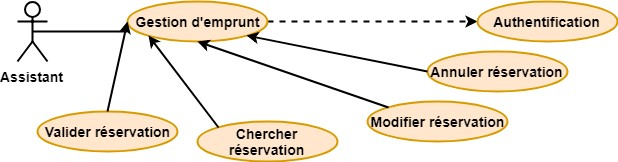 Gestion d'emprunt
Authentification
Assistant
Annuler réservation
Modifier réservation
Valider réservation
Chercher
réservation